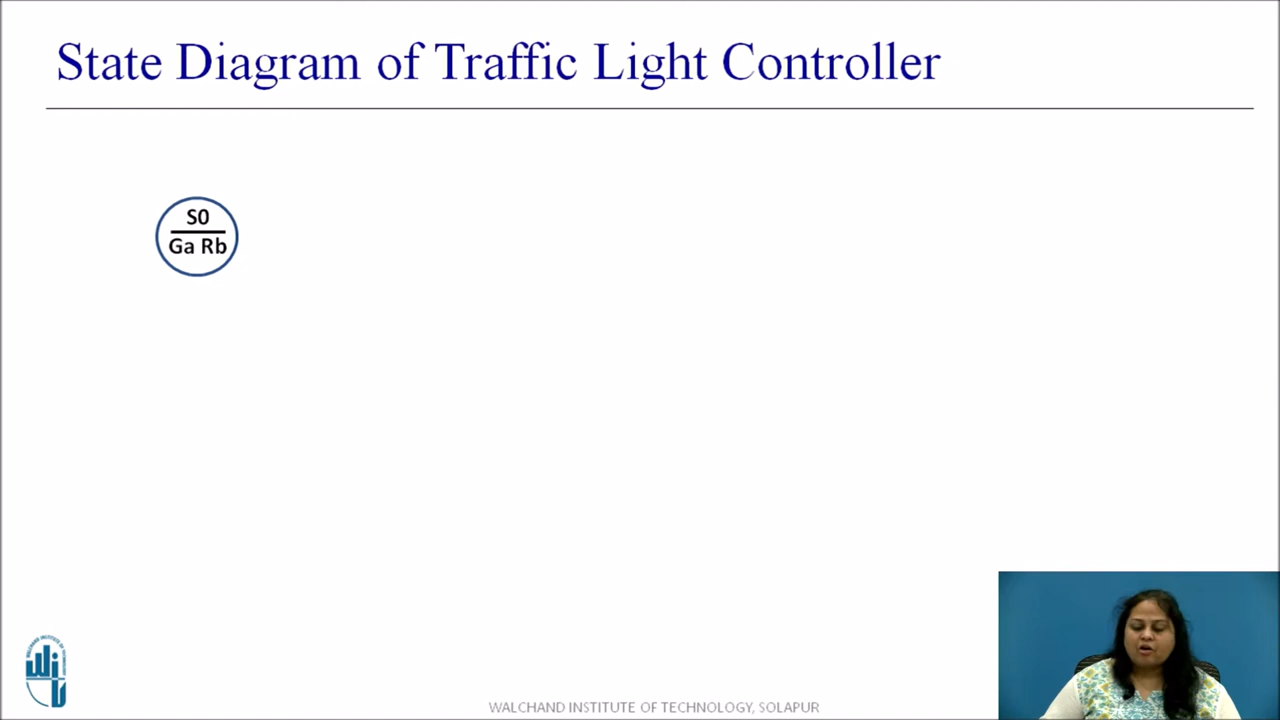 State Diagram of Traffic Light Controller
S0
Ga Rb
WALCHAND INSTITUTE OF TECHNOLOGY, SOLAPUR